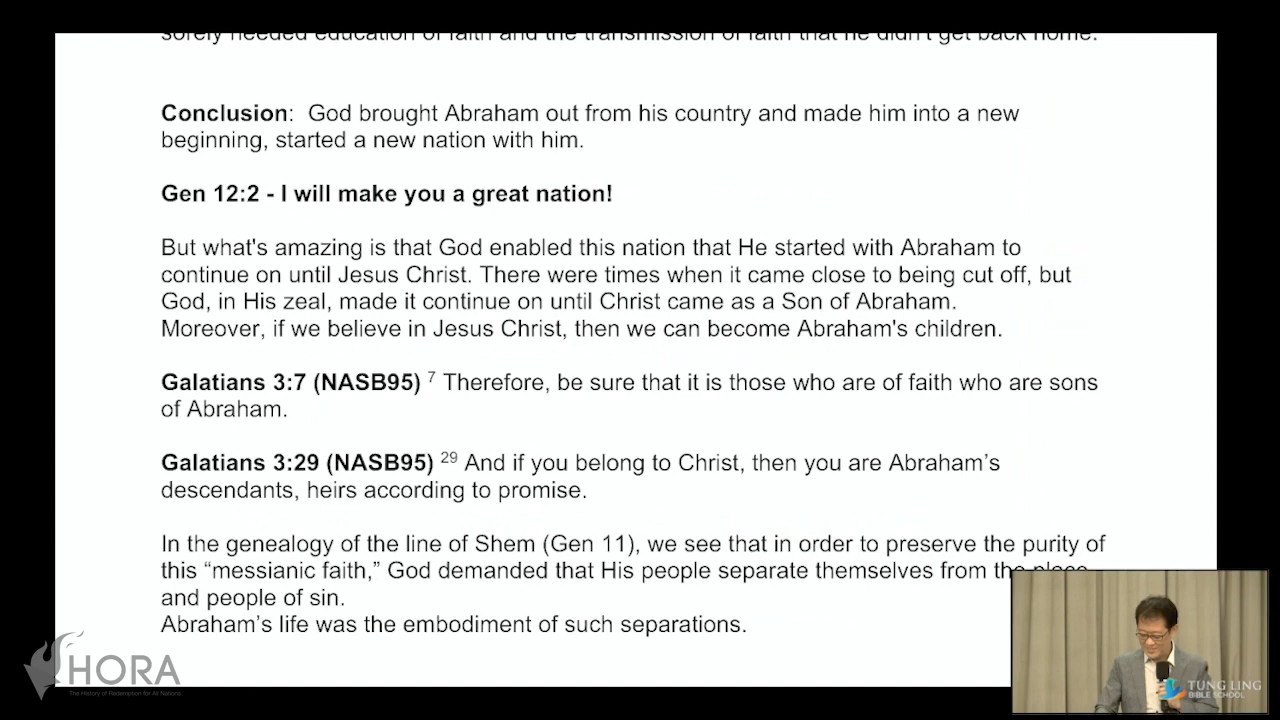 sorely needed education of faith and the transmission of faith that he didn't get back home.
Conclusion:  God brought Abraham out from his country and made him into a new
beginning, started a new nation with him.
Gen 12:2 - I will make you a great nation!
But what's amazing is that God enabled this nation that He started with Abraham to
continue on until Jesus Christ. There were times when it came close to being cut off, but
God, in His zeal, made it continue on until Christ came as a Son of Abraham.
Moreover, if we believe in Jesus Christ, then we can become Abraham's children.
Galatians 3:7 (NASB95) 7 Therefore, be sure that it is those who are of faith who are sons
of Abraham.
Galatians 3:29 (NASB95) 29 And if you belong to Christ, then you are Abraham’s
descendants, heirs according to promise.
In the genealogy of the line of Shem (Gen 11), we see that in order to preserve the purity of
this “messianic faith,” God demanded that His people separate themselves from the place
and people of sin.
Abraham’s life was the embodiment of such separations.
HORA
The History of Redemption for All Nations
TUNG LING
BIBLE SCHOOL